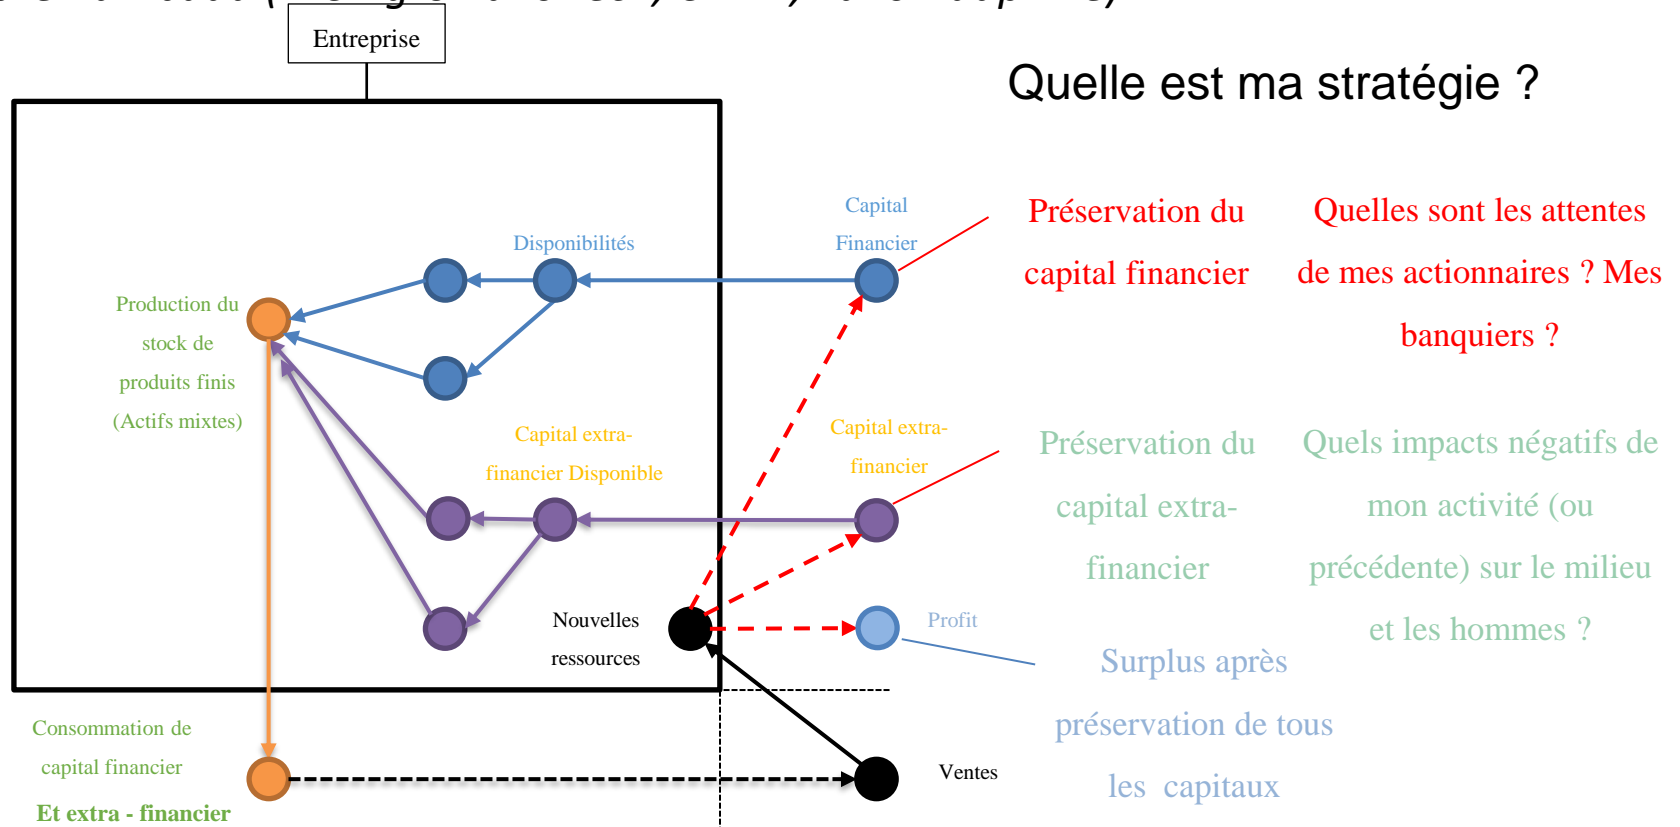 Entreprise
Quelle est ma stratégie ?
Capital
Financier
Disponibilités
Préservation du
capital financier
Quelles sont les attentes
de mes actionnaires ? Mes
banquiers ?
Production du
stock de
produits finis
(Actifs mixtes)
Capital extra-
financier Disponible
Capital extra-
financier
Préservation du
capital extra-
financier
Quels impacts négatifs de
mon activité (ou
précédente) sur le milieu
et les hommes ?
Nouvelles
ressources
Profit
Surplus après
préservation de tous
les capitaux
Consommation de
capital financier
Et extra - financier
Ventes